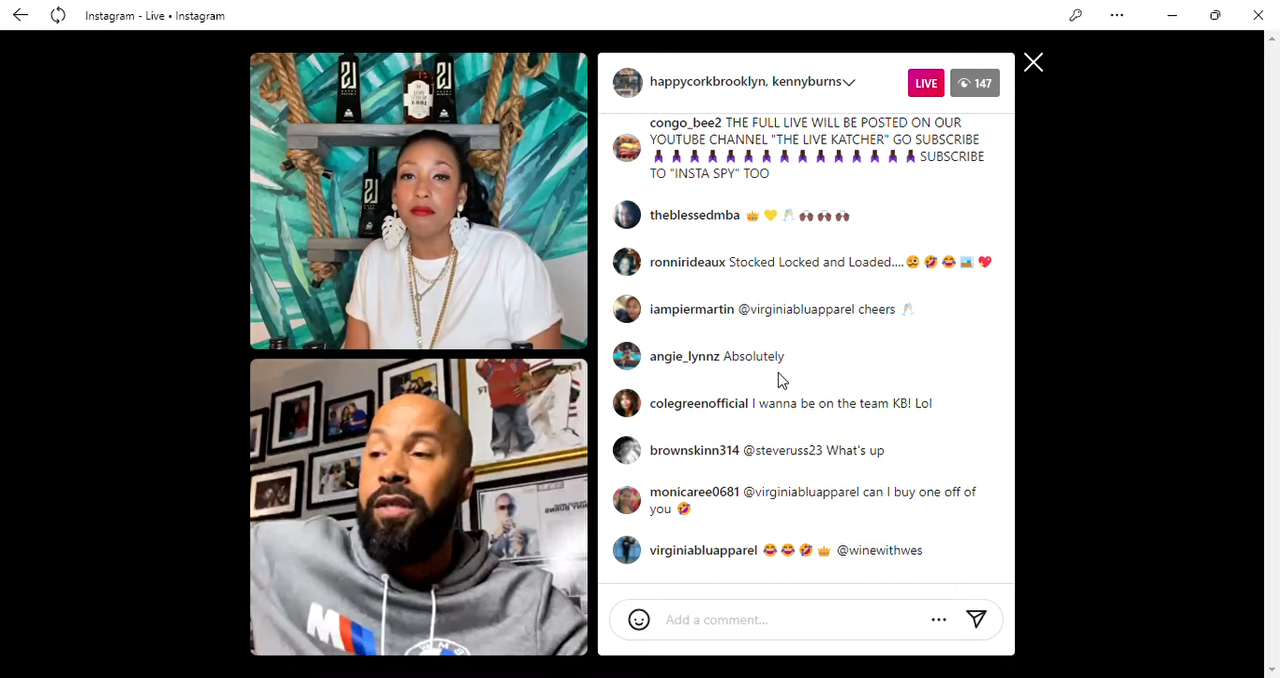 Instagram - Live • Instagram
happycorkbrooklyn, kennyburns
LIVE
147
congo_bee2 THE FULL LIVE WILL BE POSTED ON OUR
YOUTUBE CHANNEL "THE LIVE KATCHER" GO SUBSCRIBE
SUBSCRIBE
TO "INSTA SPY" TOO
theblessedmba 👑 💛 🥂 🙌🏾 🙌🏾 🙌🏾
ronnirideaux Stocked Locked and Loaded....🥴 🤣 😂 🖼️ 💖
iampiermartin @virginiabluapparel cheers 🥂
angie_lynnz Absolutely
colegreenofficial I wanna be on the team KB! Lol
brownskinn314 @steveruss23 What's up
monicaree0681 @virginiabluapparel can I buy one off of
you 🤣
virginiabluapparel 😂 😂 🤣 👑 @winewithwes
Add a comment...
21
21
21
M